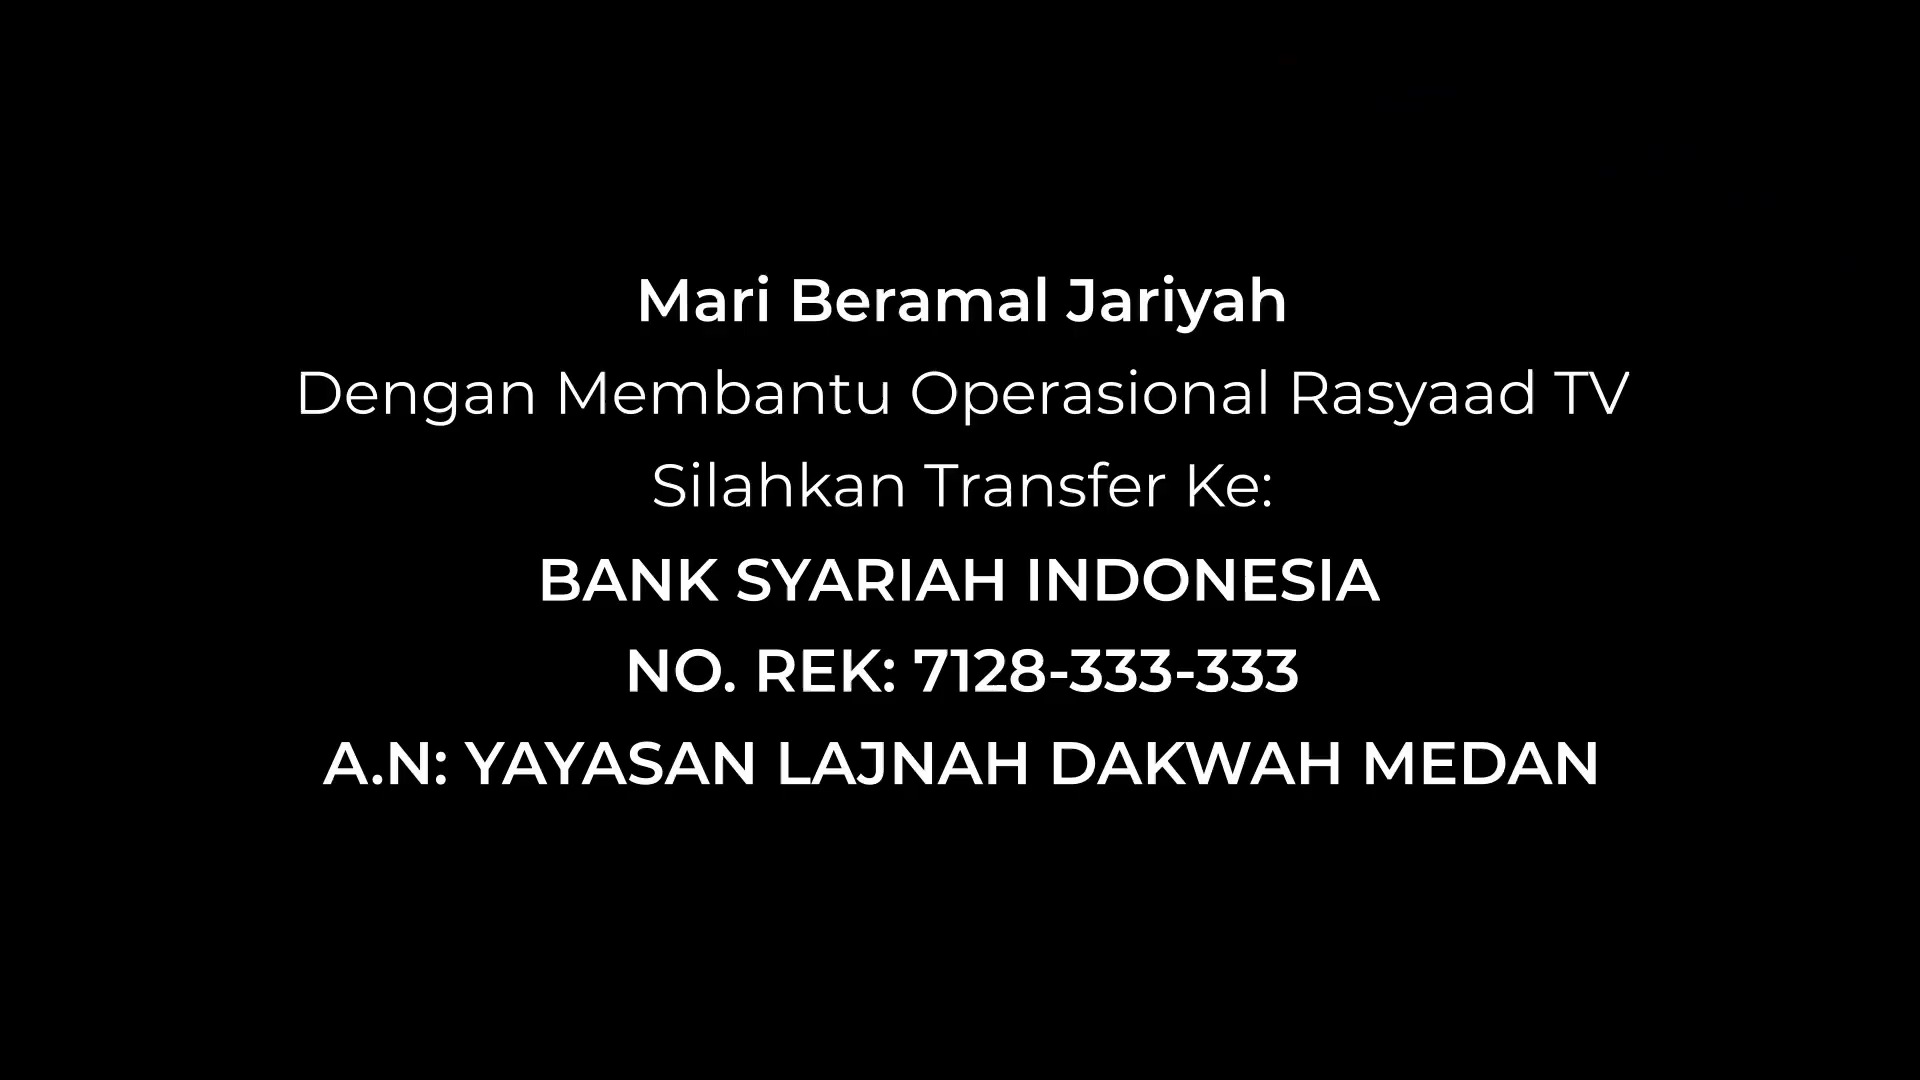 Mari Beramal Jariyah
Dengan Membantu Operasional Rasyaad TV
Silahkan Transfer Ke:
BANK SYARIAH INDONESIA
NO. REK: 7128-333-333
A.N: YAYASAN LAJNAH DAKWAH MEDAN